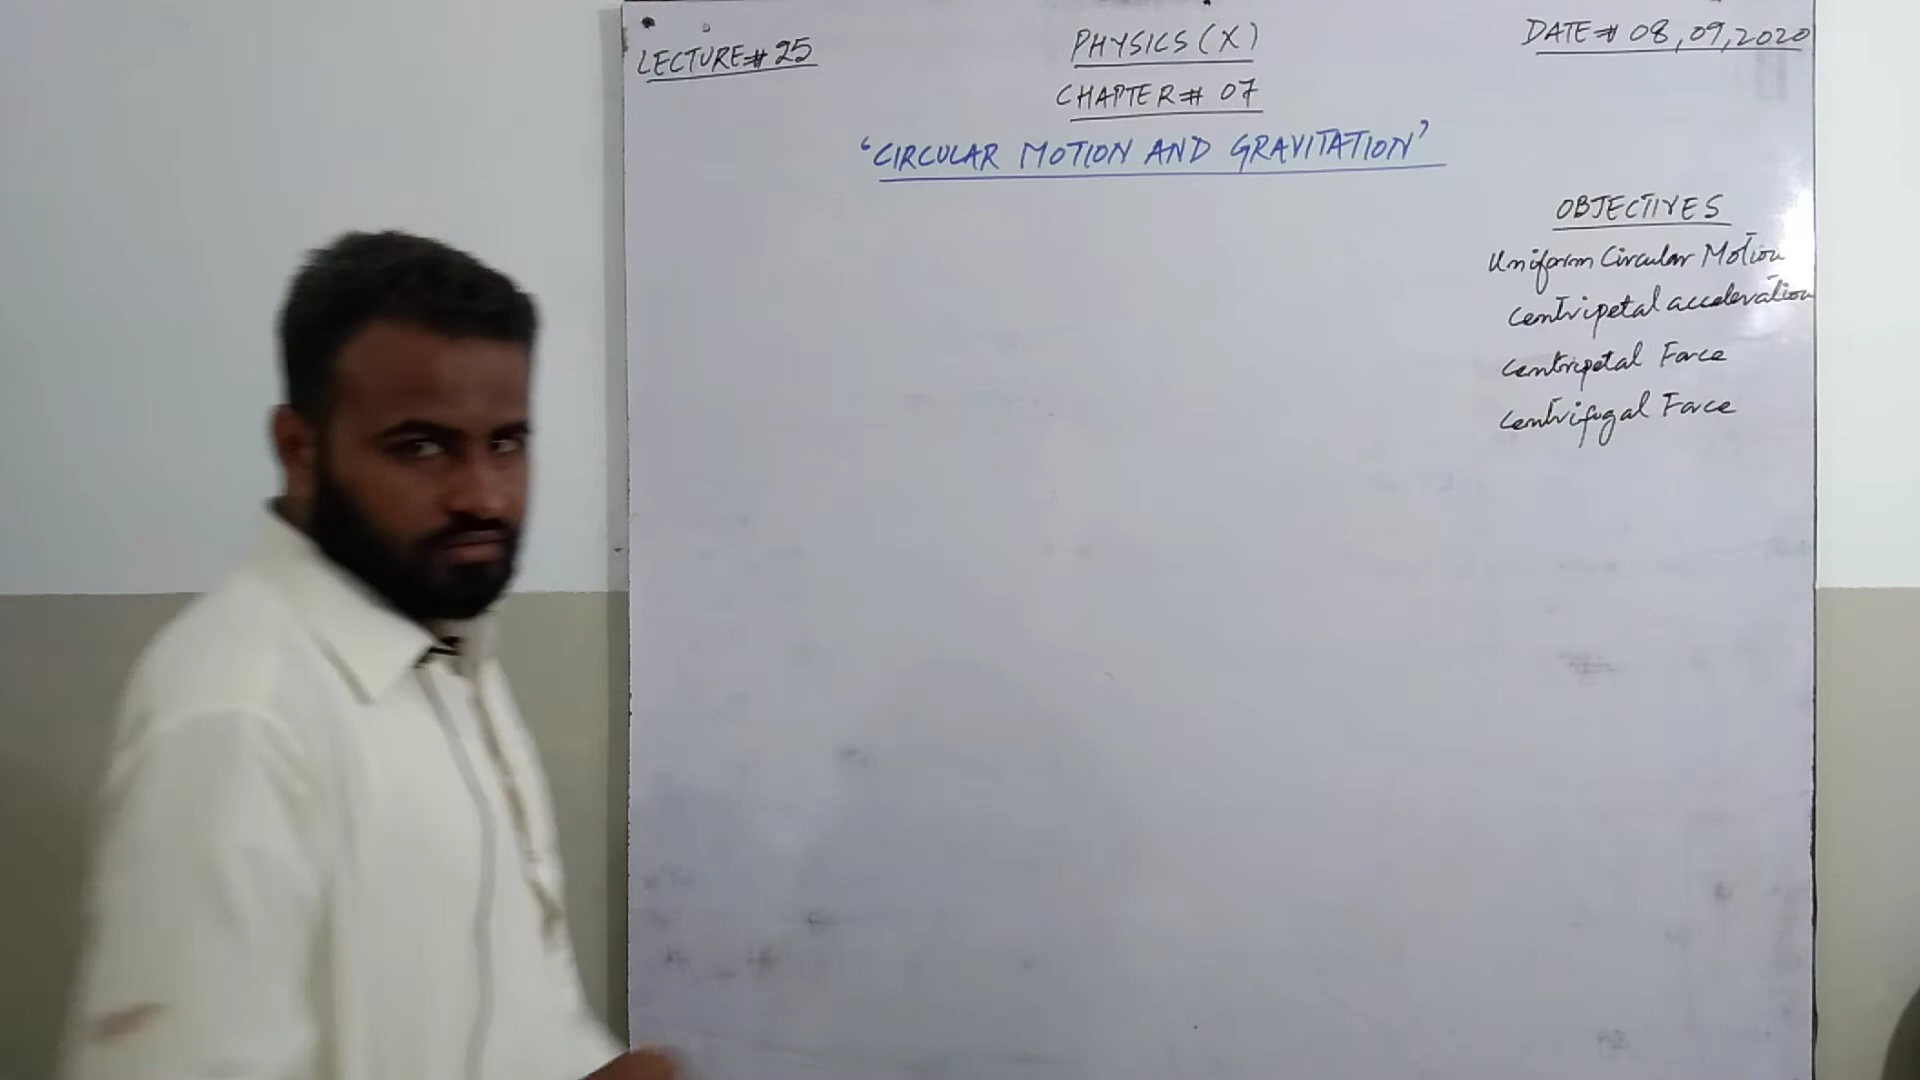 LECTURE# 25
PHYSICS (X)
DATE# 08,09,2020
CHAPTER# 07
‘CIRCULAR MOTION AND GRAVITATION’
OBJECTIVES
Uniform Circular Motion
Centripetal acceleration
Centripetal Force
Centrifugal Force